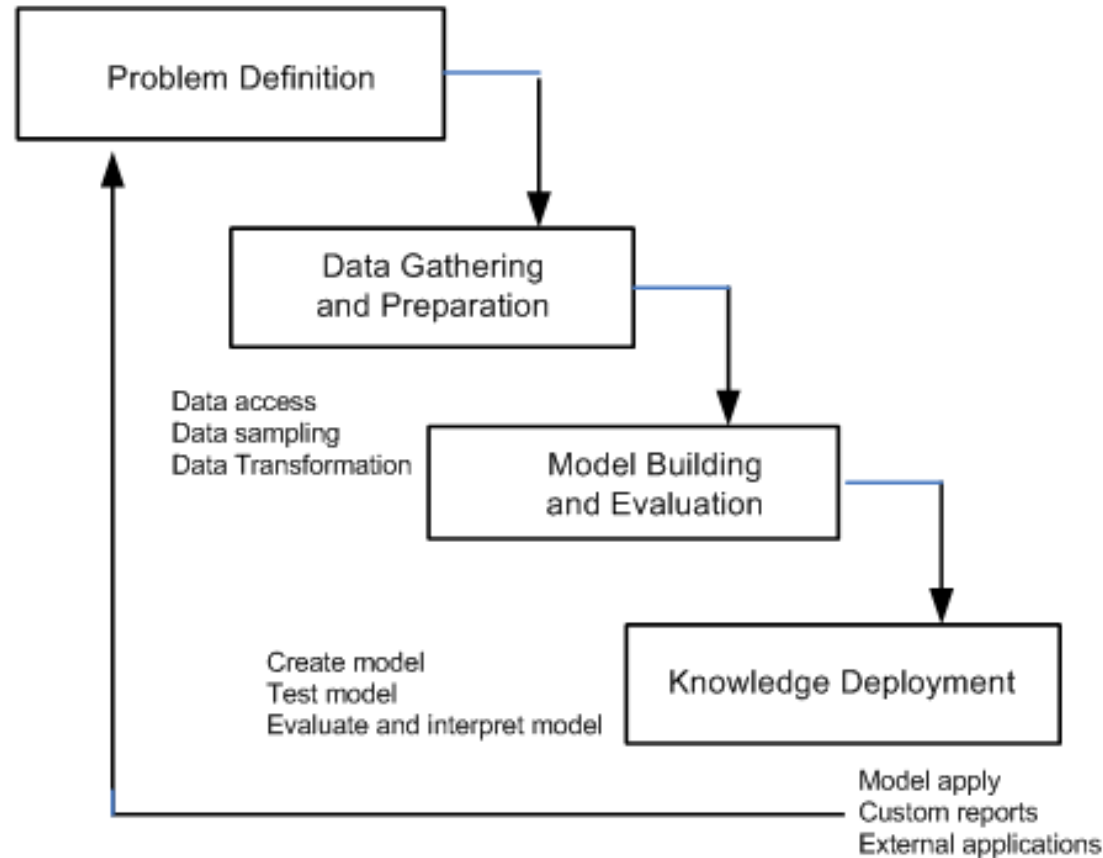 Problem Definition
Data Gathering
and Preparation
Data access
Data sampling
Data Transformation
Model Building
and Evaluation
Create model
Test model
Evaluate and interpret model
Knowledge Deployment
Model apply
Custom reports
External applications